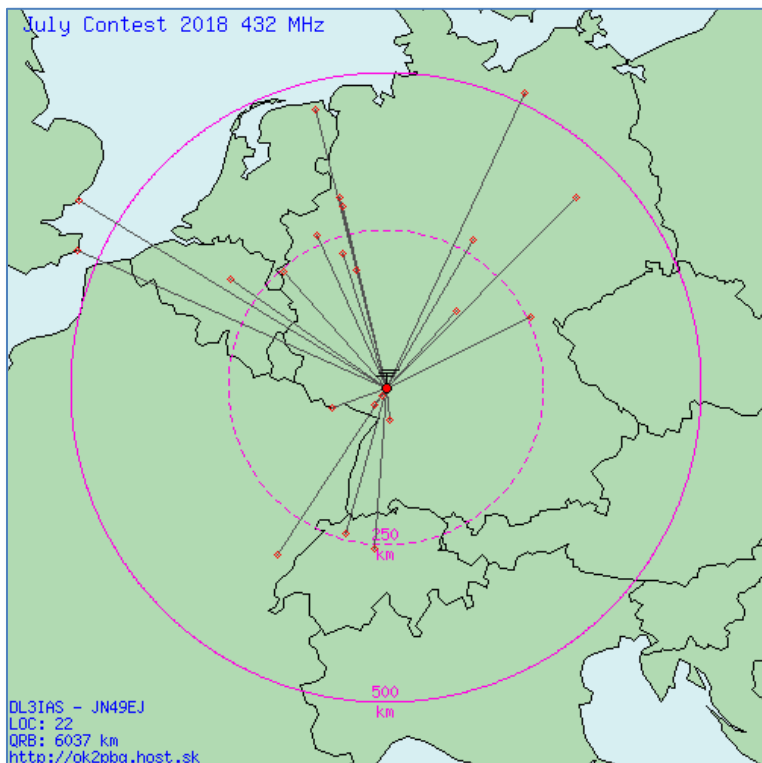 July Contest 2018 432 MHz
250
km
500
km
DL3IAS - JN49EJ
LOC: 22
QRB: 6037 km
http://ok2pbq.host.sk